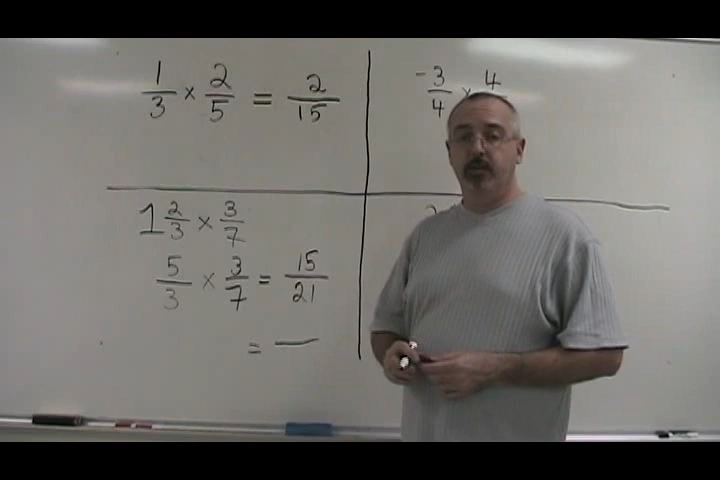 1/3 × 2/5 = 2/15
-3/4 × 4
1 2/3 × 3/7
5/3 × 3/7 = 15/21
=